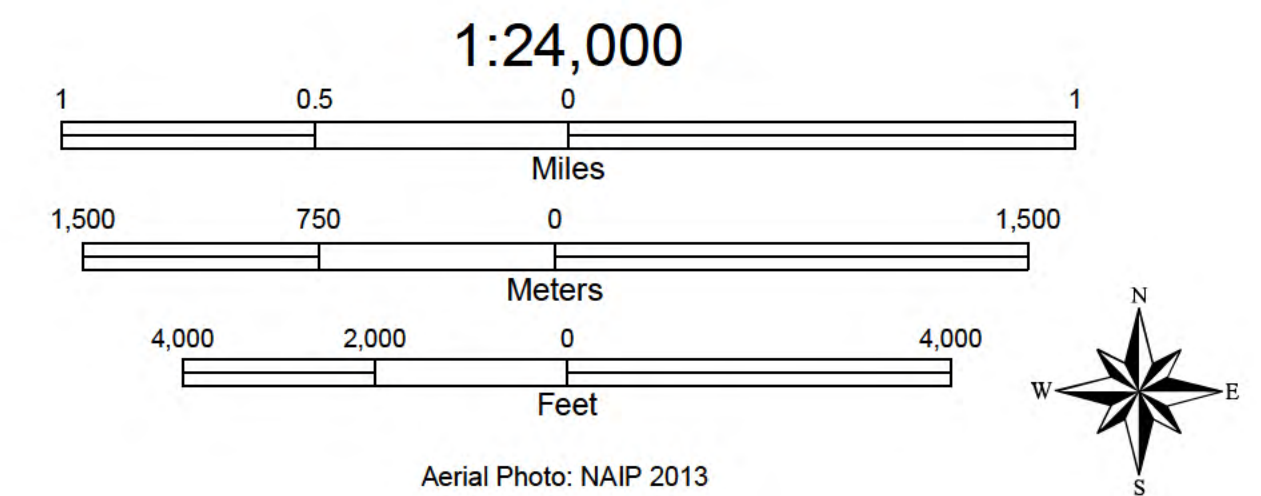 1:24,000
1 0.5 0 1
Miles
1,500 750 0 1,500
Meters
4,000 2,000 0 4,000
Feet
N
W E
S
Aerial Photo: NAIP 2013